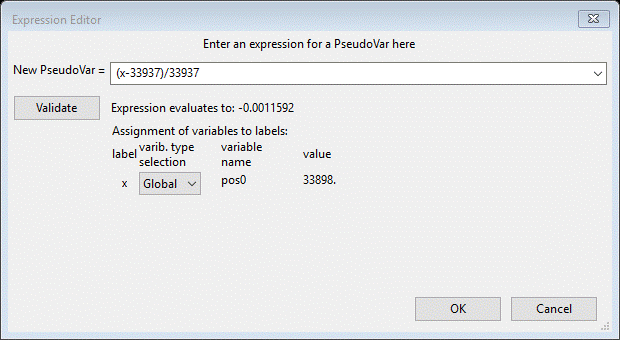 Expression Editor
Enter an expression for a PseudoVar here
New PseudoVar = (x-33937)/33937
Validate Expression evaluates to: -0.0011592
Assignment of variables to labels:
label varib. type selection variable name value
x Global pos0 33898.
OK Cancel